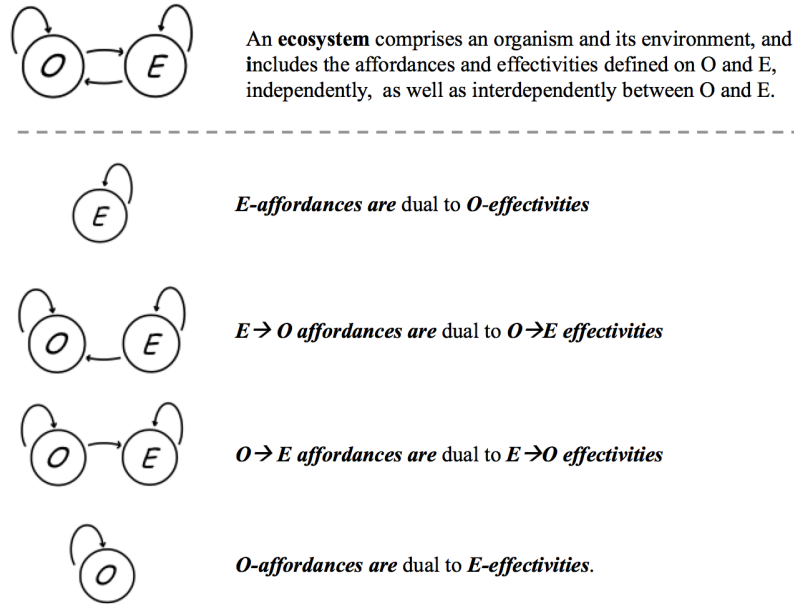 O E
An ecosystem comprises an organism and its environment, and
includes the affordances and effectivities defined on O and E,
independently, as well as interdependently between O and E.
E
E-affordances are dual to O-effectivities
O E
E→ O affordances are dual to O→E effectivities
O E
O→ E affordances are dual to E→O effectivities
O
O-affordances are dual to E-effectivities.